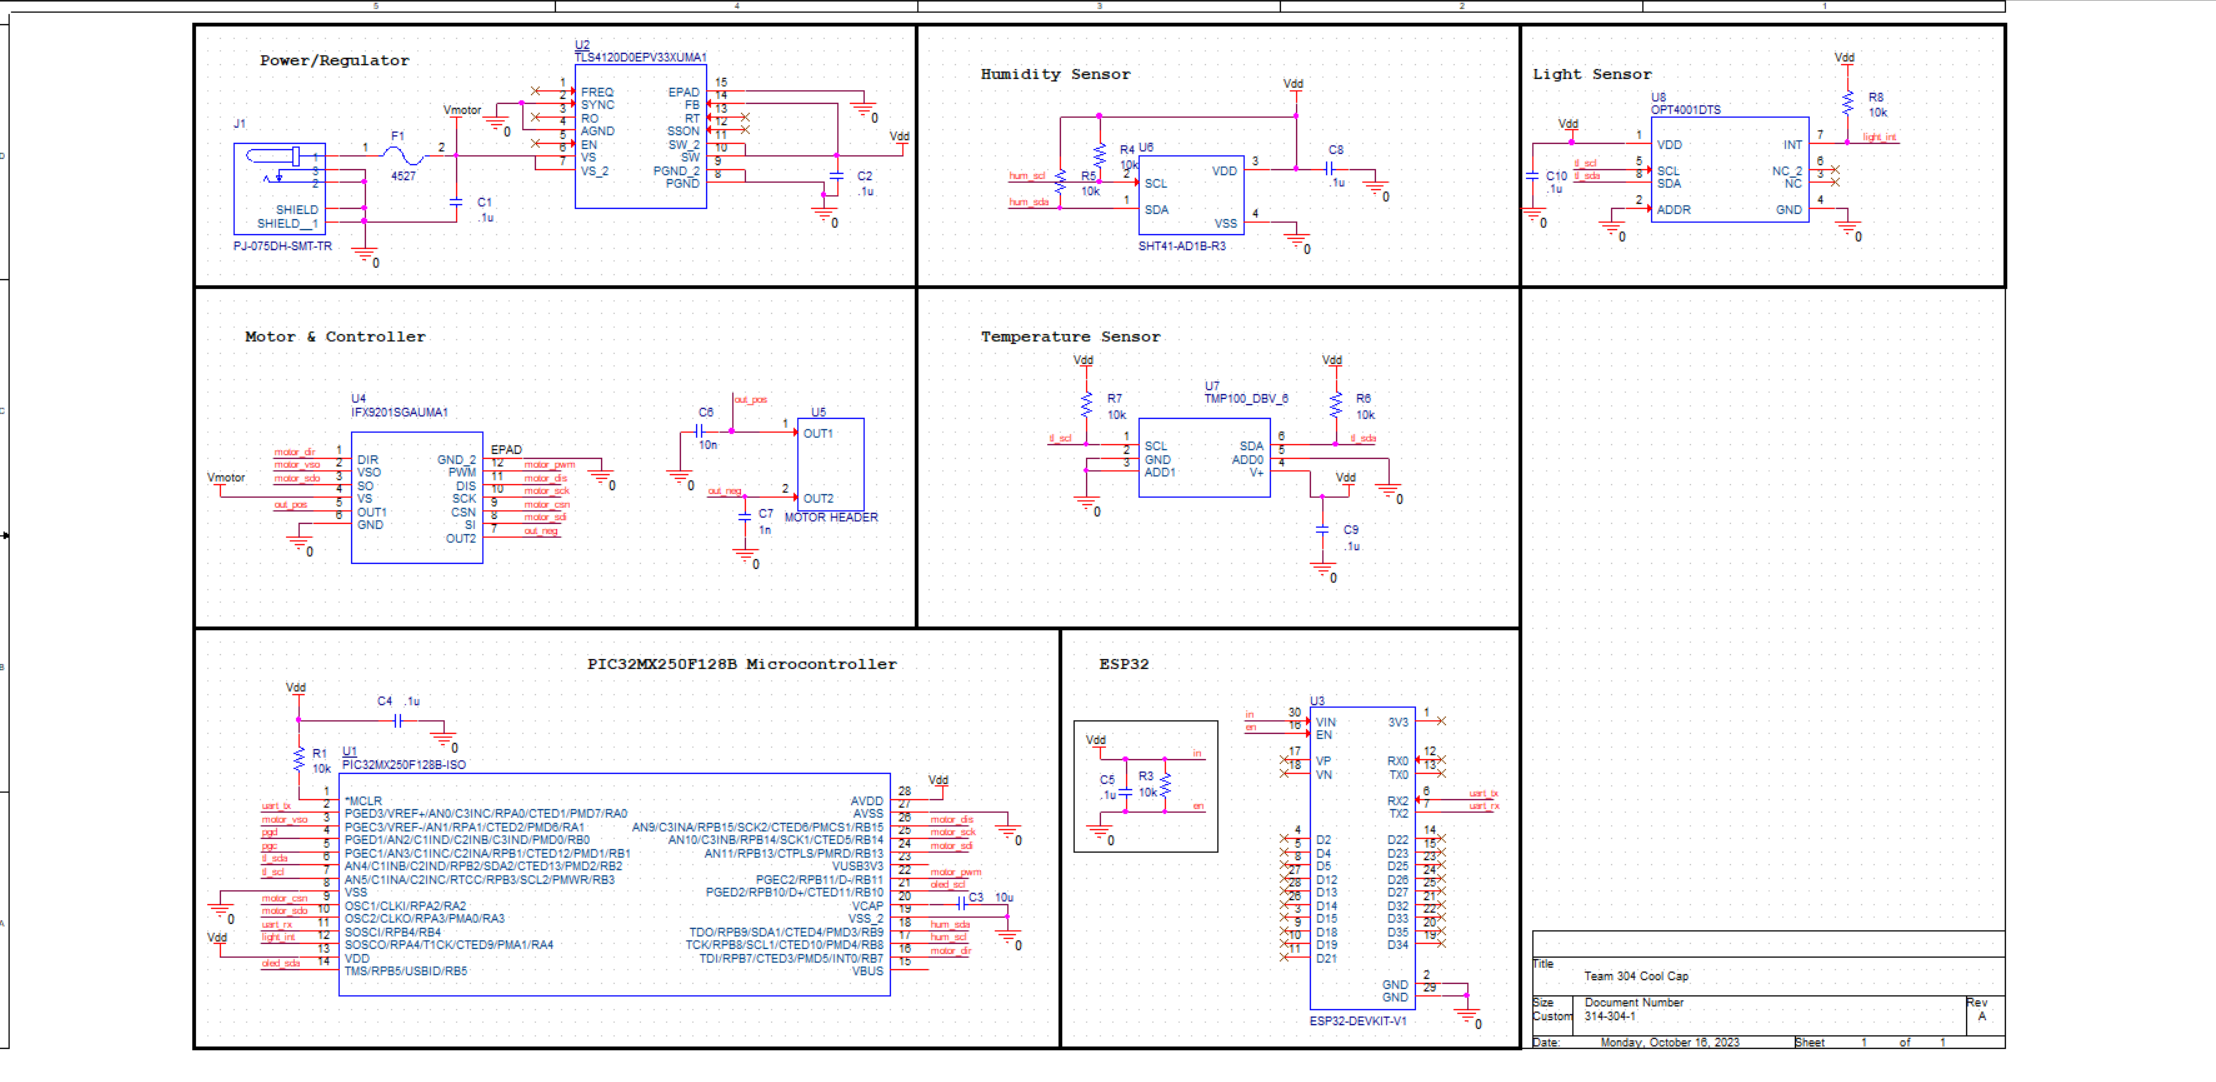 5 4 3 2 1
D
C
B
A
Power/Regulator
U2
TLS4120D0EPV33XUMA1
J1
PJ-075DH-SMT-TR
1
3
2
SHIELD
SHIELD__1
F1
1 2
4527
Vmotor
C1
.1u
0
0
1 FREQ
2 SYNC
3 RO
4 AGND
5 EN
6 VS
7 VS_2
EPAD 15
FB 14
RT 13
SSON 12
SW_2 11
SW 10
PGND_2 9
PGND 8
0
Vdd
C2
.1u
0
Humidity Sensor
Vdd
R4
10k
R5
10k
hum_scl
hum_sda
U6
2 SCL
1 SDA
VDD 3
VSS 4
SHT41-AD1B-R3
C8
.1u
0
0
Light Sensor
Vdd
R8
10k
light_int
U8
OPT4001DTS
Vdd
C10
.1u
0
tl_scl
tl_sda
1 VDD
5 SCL
8 SDA
2 ADDR
INT 7
NC_2 6
NC 3
GND 4
0
0
Motor & Controller
U4
IFX9201SGAUMA1
motor_dir 1 DIR
motor_vso 2 VSO
motor_sdo 3 SO
Vmotor 4 VS
out_pos 5 OUT1
6 GND
0
EPAD
GND_2 12
PWM 11 motor_pwm
DIS 10 motor_dis
SCK 9 motor_sck
CSN 8 motor_csn
SI 7 motor_sdi
OUT2 out_neg
0
out_pos
C6
10n
0
U5
1 OUT1
2 OUT2
MOTOR HEADER
out_neg
C7
1n
0
Temperature Sensor
Vdd
R7
10k
tl_scl
U7
TMP100_DBV_6
1 SCL
2 GND
3 ADD1
SDA 6
ADD0 5
V+ 4
0
Vdd
R6
10k
tl_sda
Vdd
0
C9
.1u
0
PIC32MX250F128B Microcontroller
Vdd
C4 .1u
0
R1
10k
U1
PIC32MX250F128B-ISO
1 *MCLR
uart_tx 2 PGED3/VREF+/AN0/C3INC/RPA0/CTED1/PMD7/RA0
motor_vso 3 PGEC3/VREF-/AN1/RPA1/CTED2/PMD6/RA1
pgd 4 PGED1/AN2/C1IND/C2INB/C3IND/PMD0/RB0
pgc 5 PGEC1/AN3/C1INC/C2INA/RPB1/CTED12/PMD1/RB1
tl_sda 6 AN4/C1INB/C2IND/RPB2/SDA2/CTED13/PMD2/RB2
tl_scl 7 AN5/C1INA/C2INC/RTCC/RPB3/SCL2/PMWR/RB3
8 VSS
motor_csn 9 OSC1/CLKI/RPA2/RA2
motor_sdo 10 OSC2/CLKO/RPA3/PMA0/RA3
uart_rx 11 SOSCI/RPB4/RB4
light_int 12 SOSCO/RPA4/T1CK/CTED9/PMA1/RA4
Vdd 13 VDD
oled_sda 14 TMS/RPB5/USBID/RB5
0
Vdd
AVDD 28
AVSS 27
AN9/C3INA/RPB15/SCK2/CTED6/PMCS1/RB15 26 motor_dis
AN10/C3INB/RPB14/SCK1/CTED5/RB14 25 motor_sck
AN11/RPB13/CTPLS/PMRD/RB13 24 motor_sdi
VUSB3V3 23
PGEC2/RPB11/D-/RB11 22 motor_pwm
PGED2/RPB10/D+/CTED11/RB10 21 oled_scl
VCAP 20
VSS_2 19
TDO/RPB9/SDA1/CTED4/PMD3/RB9 18 hum_sda
TCK/RPB8/SCL1/CTED10/PMD4/RB8 17 hum_scl
TDI/RPB7/CTED3/PMD5/INT0/RB7 16 motor_dir
VBUS 15
0
C3 10u
0
ESP32
Vdd
in
C5
.1u
R3
10k
en
0
U3
in 30 VIN
en 16 EN
17 VP
18 VN
4 D2
5 D4
8 D5
27 D12
28 D13
26 D14
3 D15
9 D18
10 D19
11 D21
3V3 1
RX0 12
TX0 13
RX2 6 uart_tx
TX2 7 uart_rx
D22 14
D23 15
D25 23
D26 24
D27 25
D32 21
D33 22
D35 20
D34 19
GND 2
GND 29
0
ESP32-DEVKIT-V1
Title
Team 304 Cool Cap
Size Document Number Rev
Custom 314-304-1 A
Date: Monday, October 16, 2023 Sheet 1 of 1